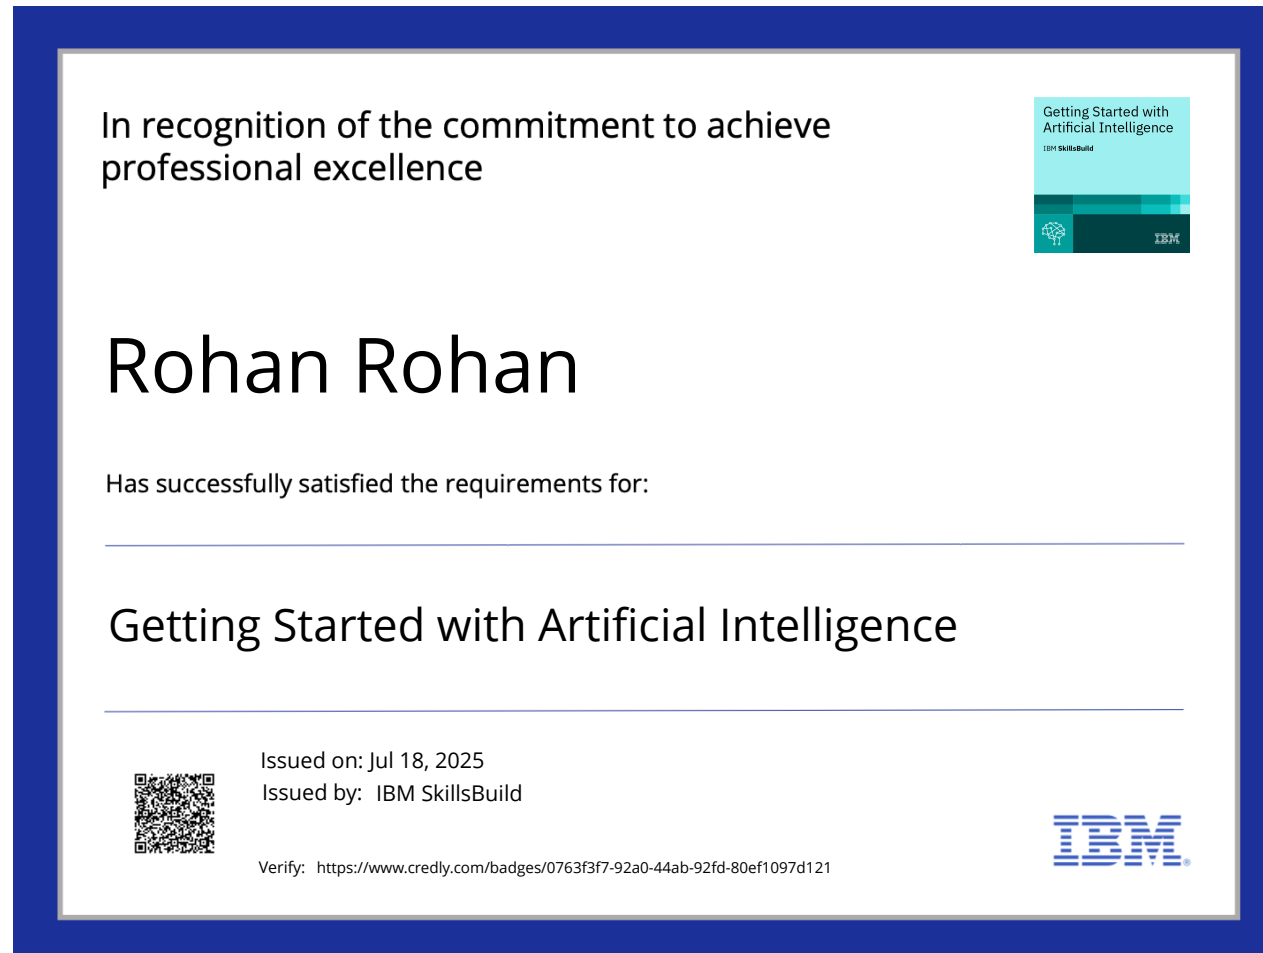 In recognition of the commitment to achieve
professional excellence
Getting Started with
Artificial Intelligence
IBM SkillsBuild
IBM
Rohan Rohan
Has successfully satisfied the requirements for:
Getting Started with Artificial Intelligence
Issued on: Jul 18, 2025
Issued by: IBM SkillsBuild
Verify: https://www.credly.com/badges/0763f3f7-92a0-44ab-92fd-80ef1097d121
IBM®